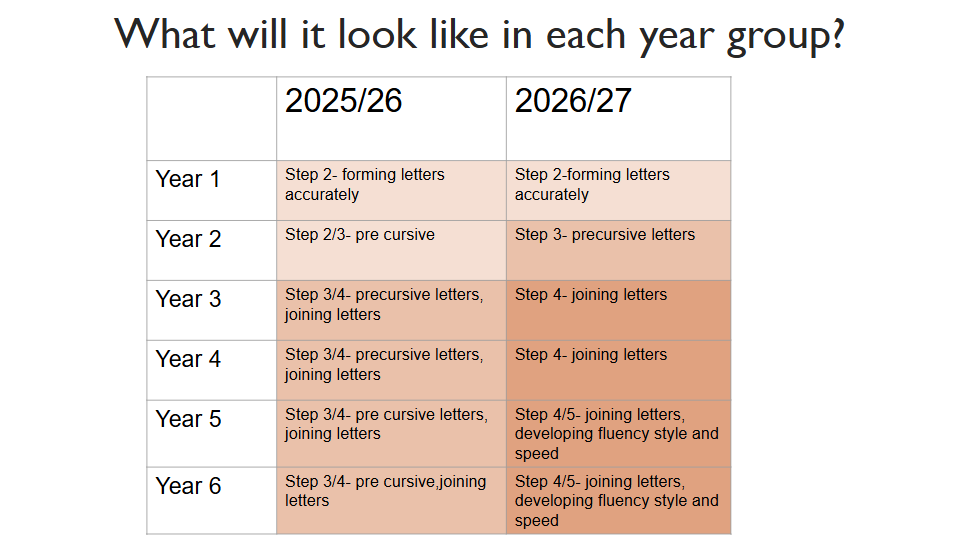 What will it look like in each year group?
2025/26 2026/27
Year 1 Step 2- forming letters accurately Step 2-forming letters accurately
Year 2 Step 2/3- pre cursive Step 3- precursive letters
Year 3 Step 3/4- precursive letters, joining letters Step 4- joining letters
Year 4 Step 3/4- precursive letters, joining letters Step 4- joining letters
Year 5 Step 3/4- pre cursive letters, joining letters Step 4/5- joining letters, developing fluency style and speed
Year 6 Step 3/4- pre cursive,joining letters Step 4/5- joining letters, developing fluency style and speed